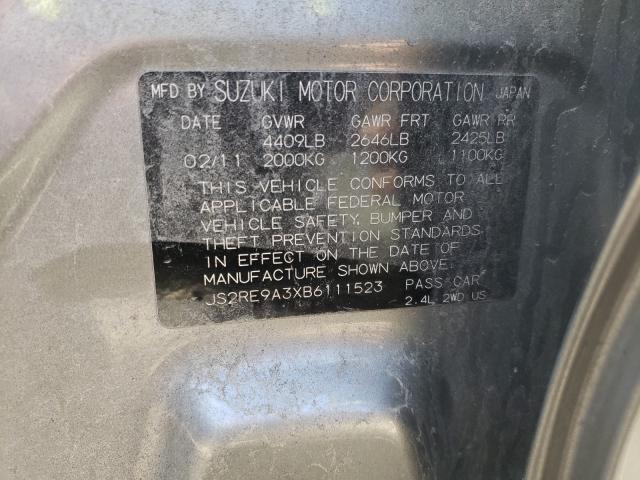 MFD BY SUZUKI MOTOR CORPORATION JAPAN
DATE GVWR GAWR FRT GAWR RR
4409LB 2646LB 2425LB
02/11 2000KG 1200KG 1100KG
THIS VEHICLE CONFORMS TO ALL
APPLICABLE FEDERAL MOTOR
VEHICLE SAFETY, BUMPER AND
THEFT PREVENTION STANDARDS
IN EFFECT ON THE DATE OF
MANUFACTURE SHOWN ABOVE.
JS2RE9A3XB6111523 PASS CAR
2.4L 2WD US